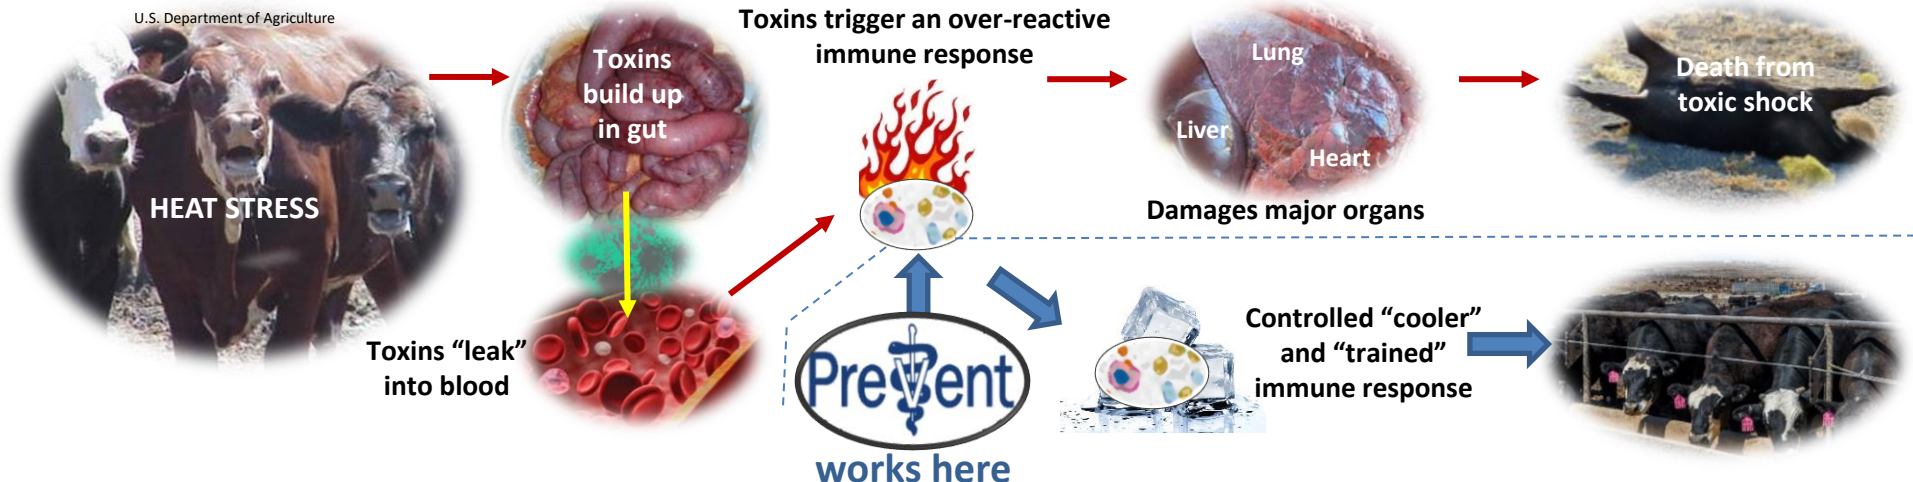 U.S. Department of Agriculture
HEAT STRESS
Toxins
build up
in gut
Toxins “leak”
into blood
Toxins trigger an over-reactive
immune response
Lung
Liver
Heart
Damages major organs
Death from
toxic shock
PreVent
works here
Controlled “cooler”
and “trained”
immune response